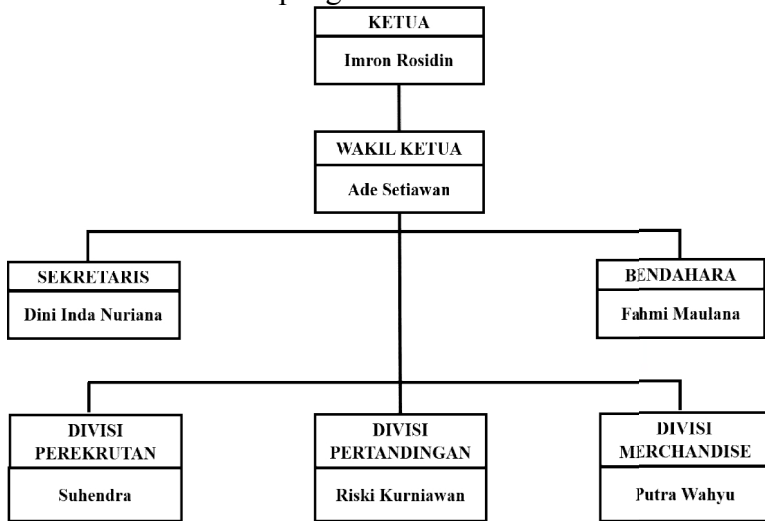 KETUA
Imron Rosidin
WAKIL KETUA
Ade Setiawan
SEKRETARIS
Dini Inda Nuriana
BENDAHARA
Fahmi Maulana
DIVISI
PEREKRUTAN
Suhendra
DIVISI
PERTANDINGAN
Riski Kurniawan
DIVISI
MERCHANDISE
Putra Wahyu